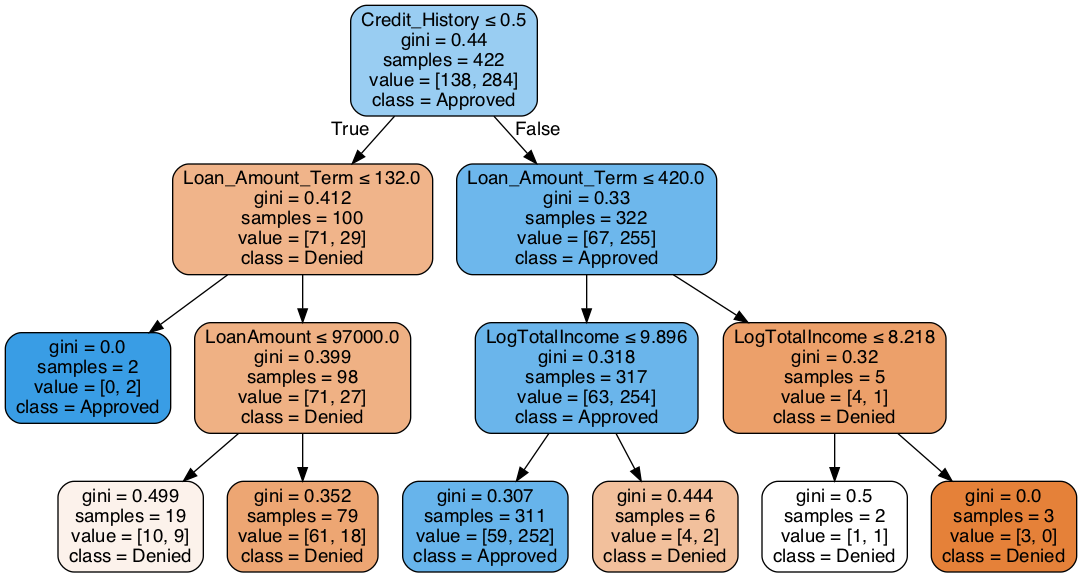 Credit_History ≤ 0.5
gini = 0.44
samples = 422
value = [138, 284]
class = Approved
True
False
Loan_Amount_Term ≤ 132.0
gini = 0.412
samples = 100
value = [71, 29]
class = Denied
Loan_Amount_Term ≤ 420.0
gini = 0.33
samples = 322
value = [67, 255]
class = Approved
gini = 0.0
samples = 2
value = [0, 2]
class = Approved
LoanAmount ≤ 97000.0
gini = 0.399
samples = 98
value = [71, 27]
class = Denied
LogTotalIncome ≤ 9.896
gini = 0.318
samples = 317
value = [63, 254]
class = Approved
LogTotalIncome ≤ 8.218
gini = 0.32
samples = 5
value = [4, 1]
class = Denied
gini = 0.499
samples = 19
value = [10, 9]
class = Denied
gini = 0.352
samples = 79
value = [61, 18]
class = Denied
gini = 0.307
samples = 311
value = [59, 252]
class = Approved
gini = 0.444
samples = 6
value = [4, 2]
class = Denied
gini = 0.5
samples = 2
value = [1, 1]
class = Denied
gini = 0.0
samples = 3
value = [3, 0]
class = Denied